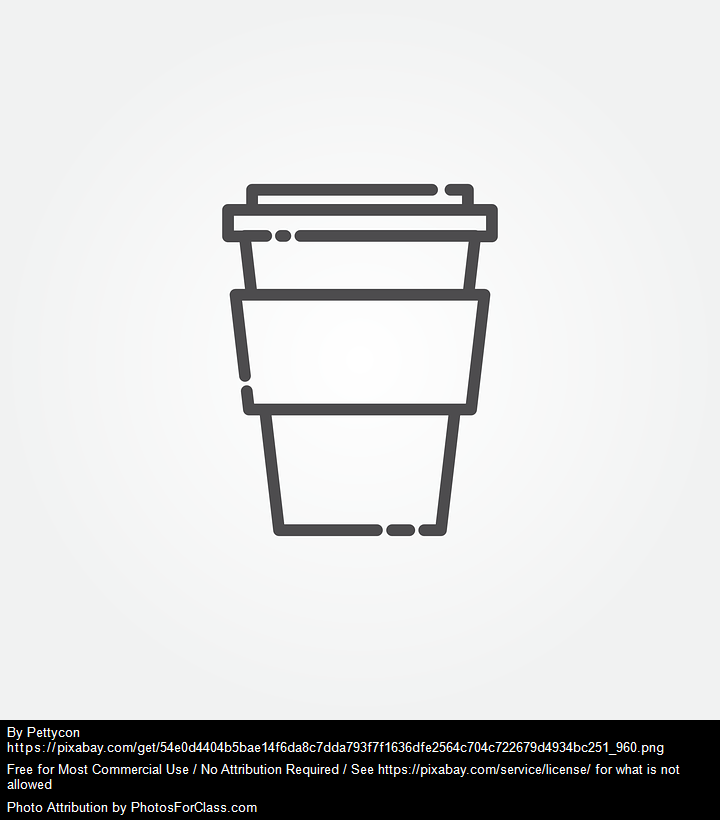 By Pettycon
https://pixabay.com/get/54e0d4404b5bae14f6da8c7dda793f7f1636dfe2564c704c722679d4934bc251_960.png
Free for Most Commercial Use / No Attribution Required / See https://pixabay.com/service/license/ for what is not
allowed
Photo Attribution by PhotosForClass.com